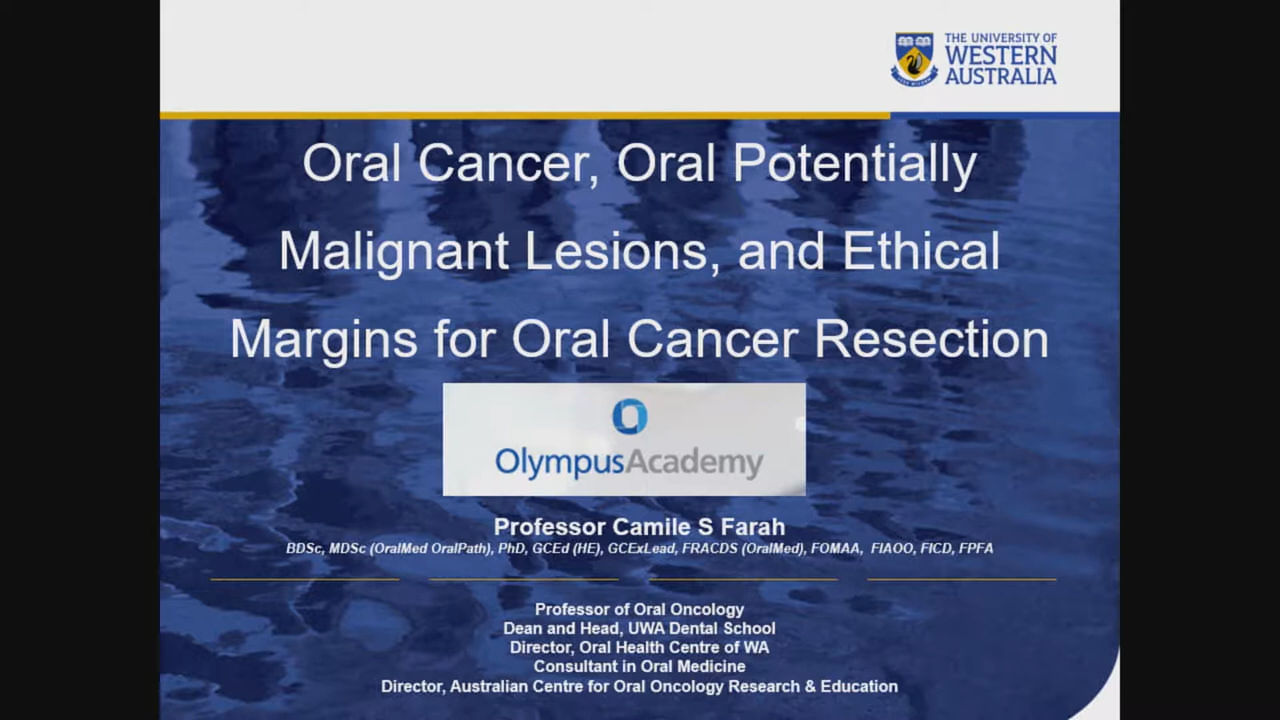 THE UNIVERSITY OF
WESTERN
AUSTRALIA
Oral Cancer, Oral Potentially
Malignant Lesions, and Ethical
Margins for Oral Cancer Resection
OlympusAcademy
Professor Camile S Farah
BDSc, MDSc (OralMed OralPath), PhD, GCEd (HE), GCExLead, FRACDS (OralMed), FOMAA, FIAOO, FICD, FPFA
Professor of Oral Oncology
Dean and Head, UWA Dental School
Director, Oral Health Centre of WA
Consultant in Oral Medicine
Director, Australian Centre for Oral Oncology Research & Education